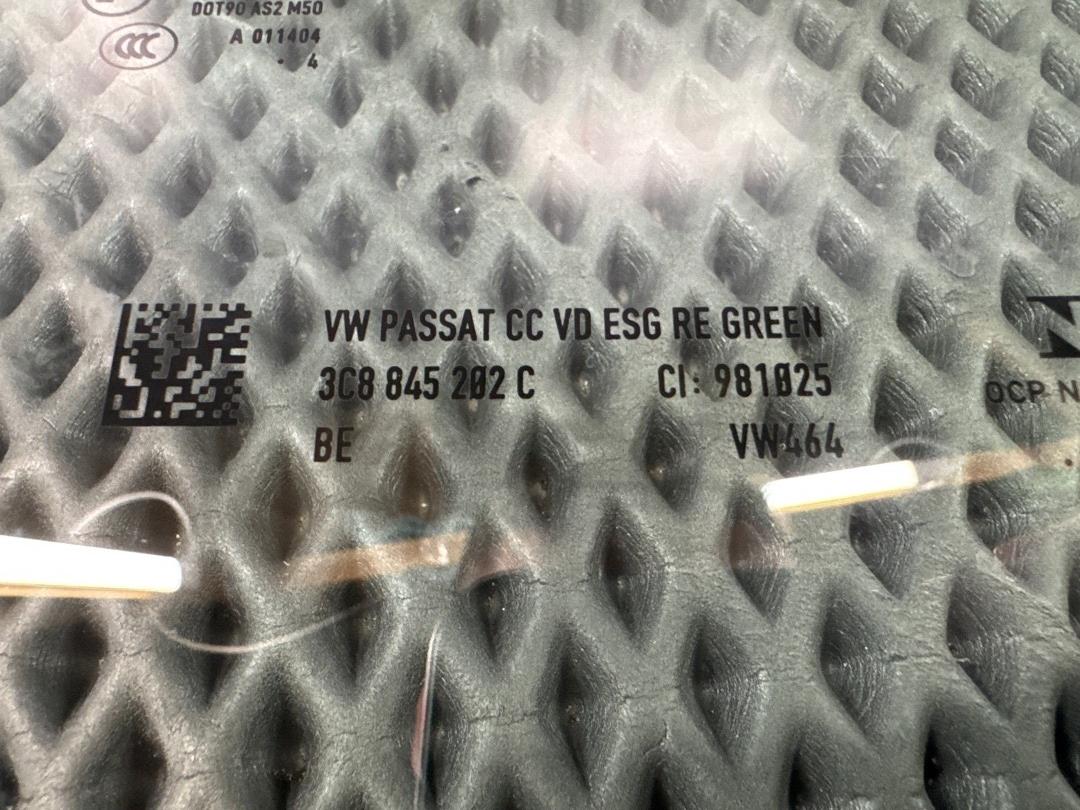 DOT90 AS2 M50
CCC
A 011404
. 4
VW PASSAT CC VD ESG RE GREEN
3C8 845 202 C CI: 981025
BE VW464
OCP N